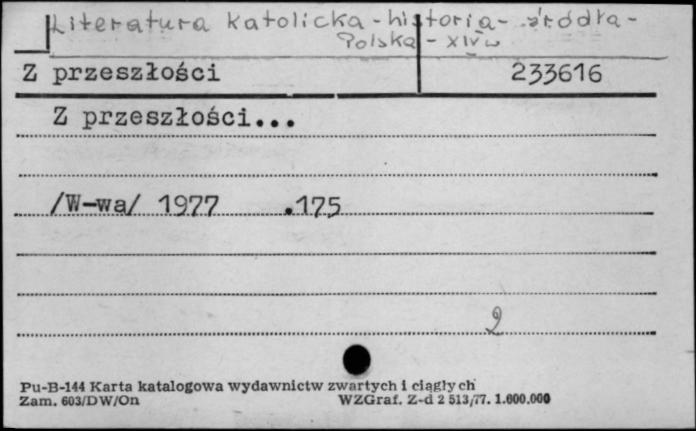 Literatura katolicka - historia - źródła -
Polska - XIV w
Z przeszłości 233616
Z przeszłości...
/W-wa/ 1977 .175
2
Pu-B-144 Karta katalogowa wydawnictw zwartych i ciągłych
Zam. 603/DW/On WZGraf. Z-d 2 513/77. 1.000.000